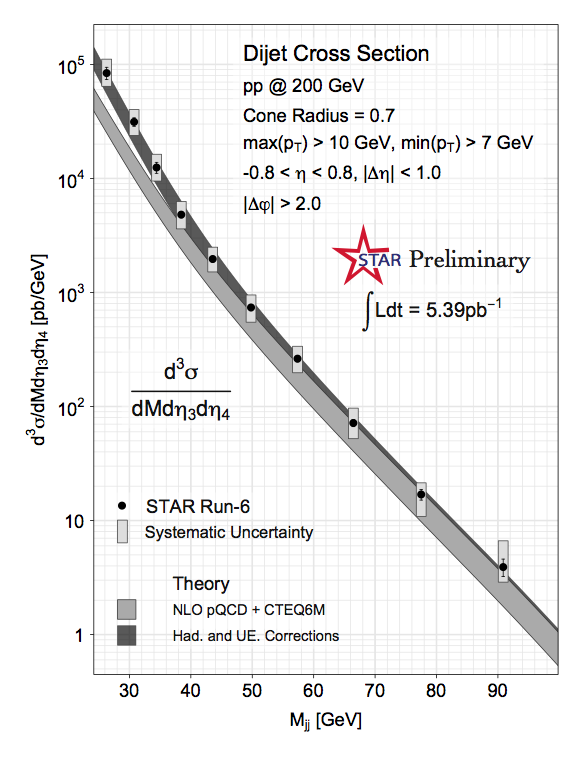 Dijet Cross Section
pp @ 200 GeV
Cone Radius = 0.7
max(p_T) > 10 GeV, min(p_T) > 7 GeV
-0.8 < η < 0.8, |Δη| < 1.0
|Δφ| > 2.0
STAR Preliminary
∫Ldt = 5.39pb⁻¹
d³σ
dMdη₃dη₄
STAR Run-6
Systematic Uncertainty
Theory
NLO pQCD + CTEQ6M
Had. and UE. Corrections
d³σ/dMdη₃dη₄ [pb/GeV]
10⁵
10⁴
10³
10²
10
1
30 40 50 60 70 80 90
M_jj [GeV]